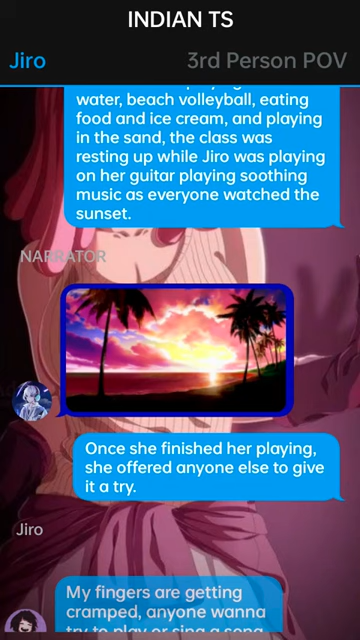 INDIAN TS
Jiro 3rd Person POV
water, beach volleyball, eating
food and ice cream, and playing
in the sand, the class was
resting up while Jiro was playing
on her guitar playing soothing
music as everyone watched the
sunset.
NARRATOR
Once she finished her playing,
she offered anyone else to give
it a try.
Jiro
My fingers are getting
cramped, anyone wanna
try to play or sing a song